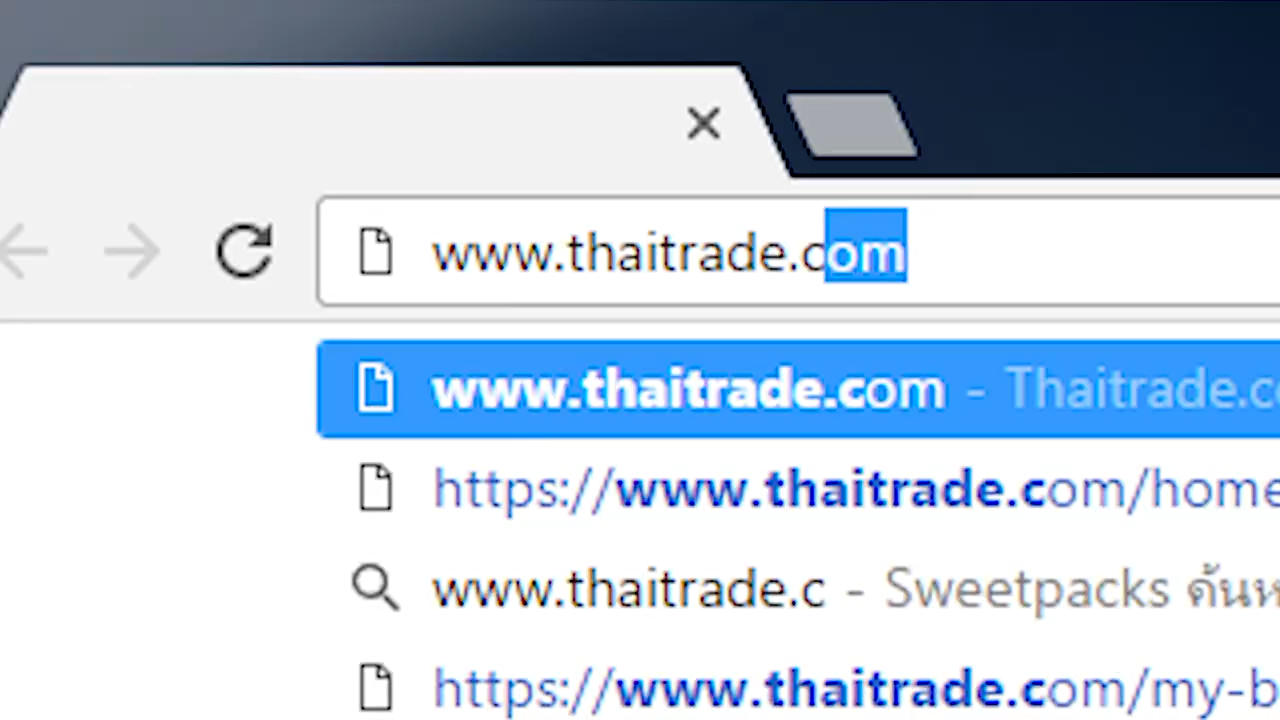 www.thaitrade.com
www.thaitrade.com - Thaitrade.c
https://www.thaitrade.com/home
www.thaitrade.c - Sweetpacks ค้นห
https://www.thaitrade.com/my-b